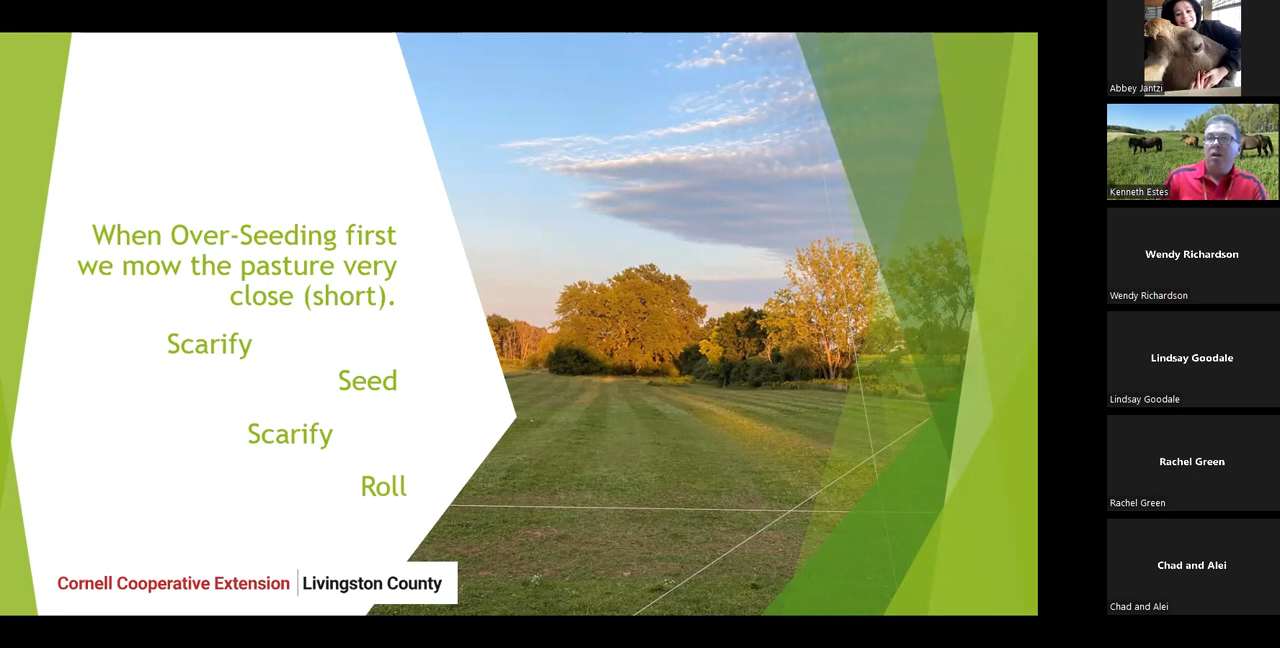 When Over-Seeding first
we mow the pasture very
close (short).
Scarify
Seed
Scarify
Roll
Cornell Cooperative Extension | Livingston County
Abbey Jantzi
Kenneth Estes
Wendy Richardson
Wendy Richardson
Lindsay Goodale
Lindsay Goodale
Rachel Green
Rachel Green
Chad and Alei
Chad and Alei